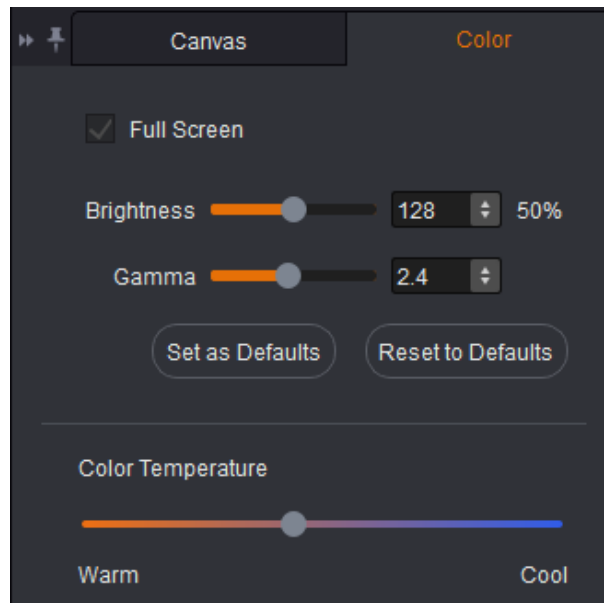 Canvas Color
Full Screen
Brightness 128 50%
Gamma 2.4
Set as Defaults Reset to Defaults
Color Temperature
Warm Cool